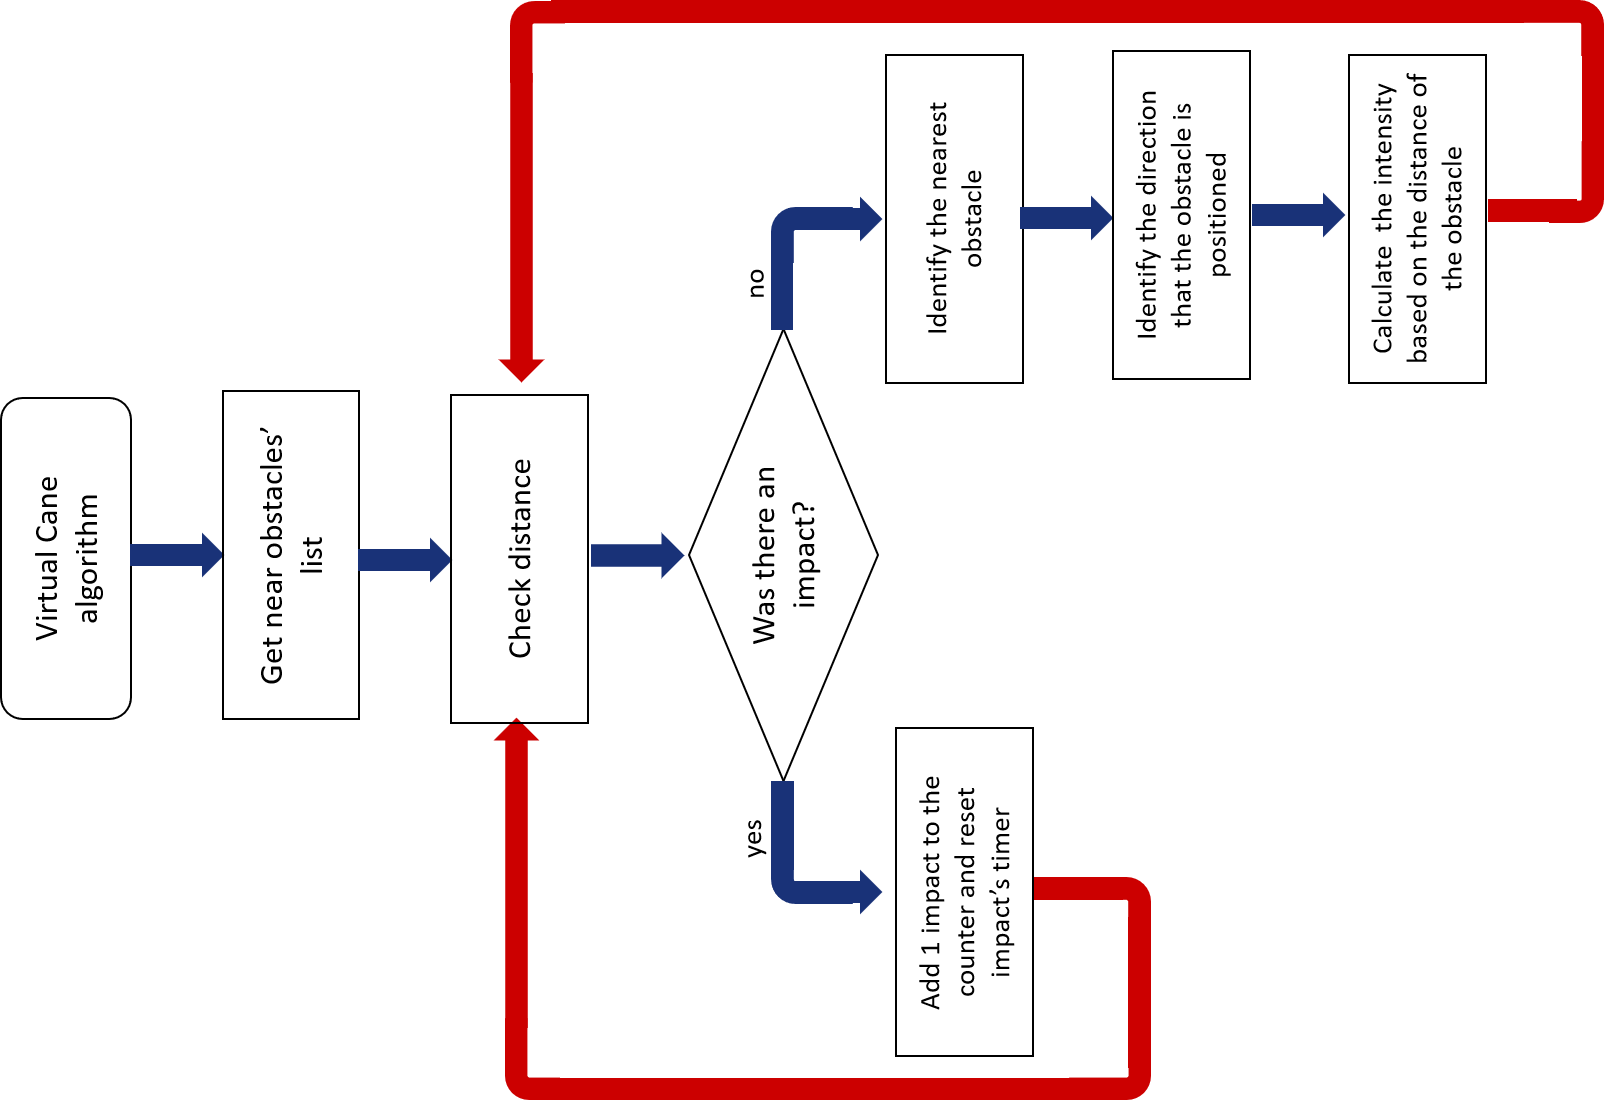 Virtual Cane
algorithm
Get near obstacles’
list
Check distance
Was there an
impact?
yes
Add 1 impact to the
counter and reset
impact’s timer
no
Identify the nearest
obstacle
Identify the direction
that the obstacle is
positioned
Calculate the intensity
based on the distance of
the obstacle